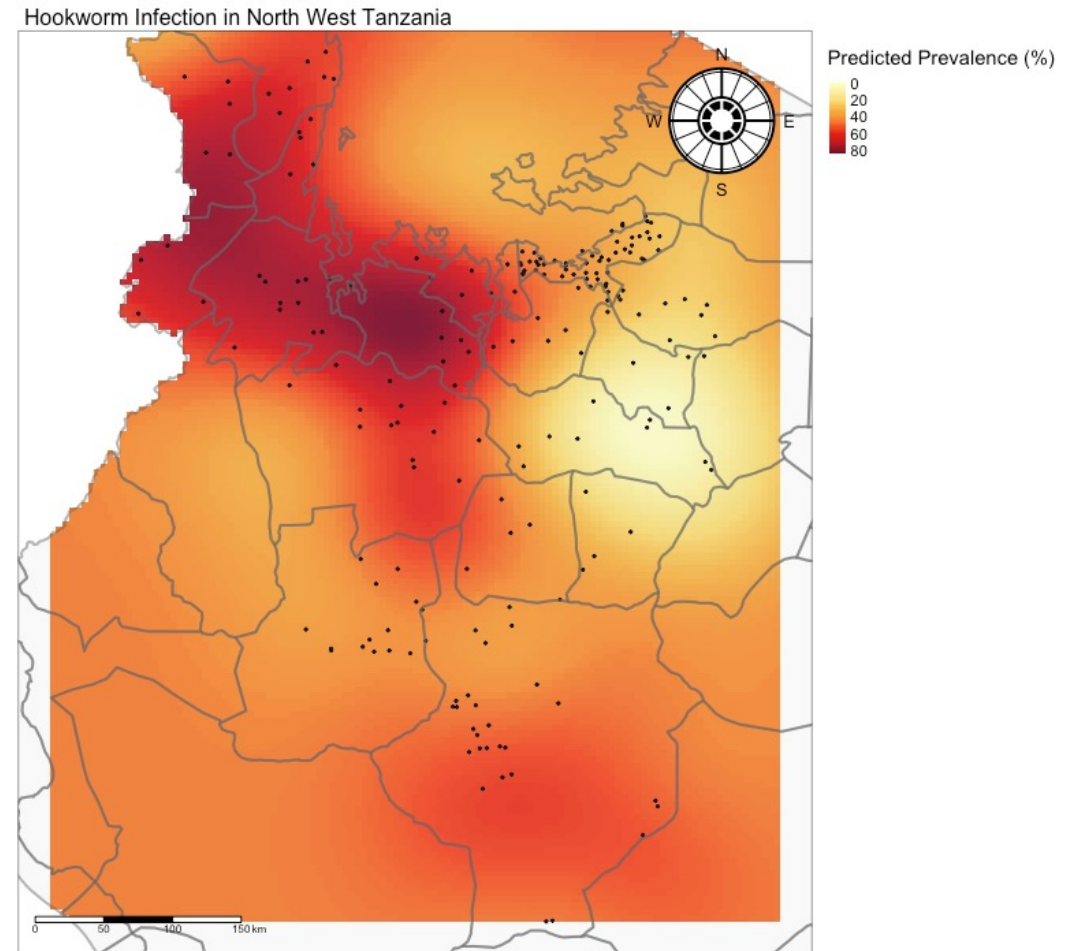 Hookworm Infection in North West Tanzania
Predicted Prevalence (%)
0
20
40
60
80
N
W
E
S
0
50
100
150 km